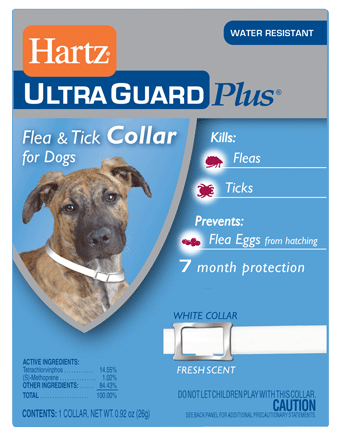 WATER RESISTANT
Hartz®
ULTRAGUARD Plus®
Flea & Tick Collar
for Dogs
Kills:
Fleas
Ticks
Prevents:
Flea Eggs from hatching
7 month protection
WHITE COLLAR
FRESH SCENT
ACTIVE INGREDIENTS:
Tetrachlorvinphos ........ 14.55%
(S)-Methoprene ........ 1.02%
OTHER INGREDIENTS: .. 84.43%
TOTAL ................ 100.00%
CONTENTS: 1 COLLAR, NET WT. 0.92 oz (26g)
DO NOT LET CHILDREN PLAY WITH THIS COLLAR.
CAUTION
SEE BACK PANEL FOR ADDITIONAL PRECAUTIONARY STATEMENTS.